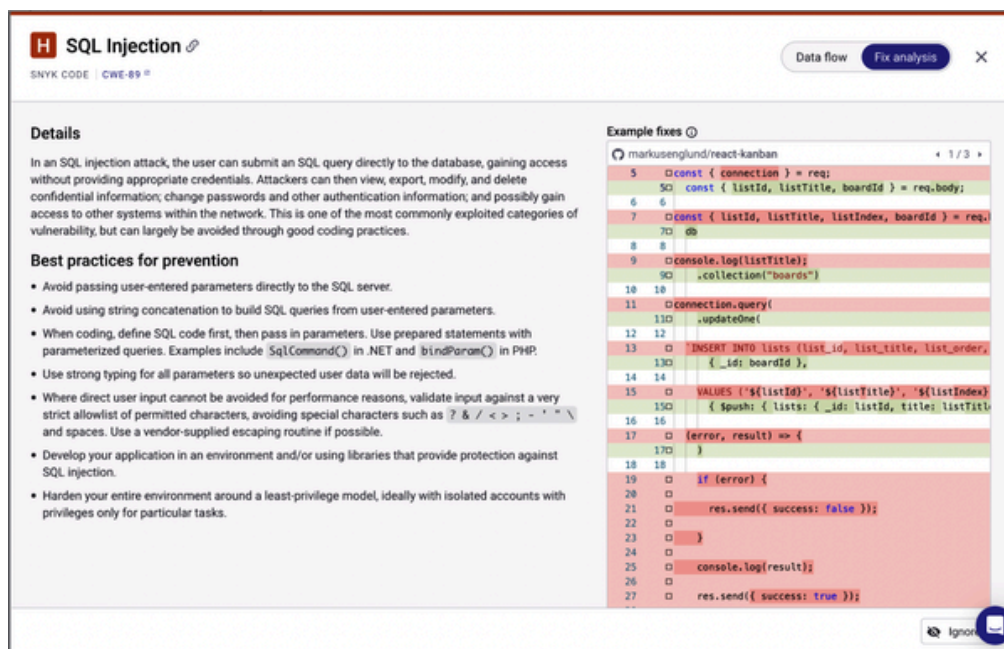 H SQL Injection
SNYK CODE | CWE-89
Data flow
Fix analysis
Details
In an SQL injection attack, the user can submit an SQL query directly to the database, gaining access
without providing appropriate credentials. Attackers can then view, export, modify, and delete
confidential information; change passwords and other authentication information; and possibly gain
access to other systems within the network. This is one of the most commonly exploited categories of
vulnerability, but can largely be avoided through good coding practices.
Best practices for prevention
• Avoid passing user-entered parameters directly to the SQL server.
• Avoid using string concatenation to build SQL queries from user-entered parameters.
• When coding, define SQL code first, then pass in parameters. Use prepared statements with
parameterized queries. Examples include SqlCommand() in .NET and bindParam() in PHP.
• Use strong typing for all parameters so unexpected user data will be rejected.
• Where direct user input cannot be avoided for performance reasons, validate input against a very
strict allowlist of permitted characters, avoiding special characters such as ? & / < > ; - ' " \
and spaces. Use a vendor-supplied escaping routine if possible.
• Develop your application in an environment and/or using libraries that provide protection against
SQL injection.
• Harden your entire environment around a least-privilege model, ideally with isolated accounts with
privileges only for particular tasks.
Example fixes
markusenglund/react-kanban
1 / 3
5 const { connection } = req;
5 const { listId, listTitle, boardId } = req.body;
6 6
7 const { listId, listTitle, listIndex, boardId } = req.
7 db
8 8
9 console.log(listTitle);
9 .collection("boards")
10 10
11 connection.query(
11 .updateOne(
12 12
13 `INSERT INTO lists (list_id, list_title, list_order,
13 { _id: boardId },
14 14
15 VALUES ('${listId}', '${listTitle}', '${listIndex}
15 { $push: { lists: { _id: listId, title: listTitl
16 16
17 (error, result) => {
17 )
18 18
19 if (error) {
20
21 res.send({ success: false });
22
23 }
24
25 console.log(result);
26
27 res.send({ success: true });
Ignor